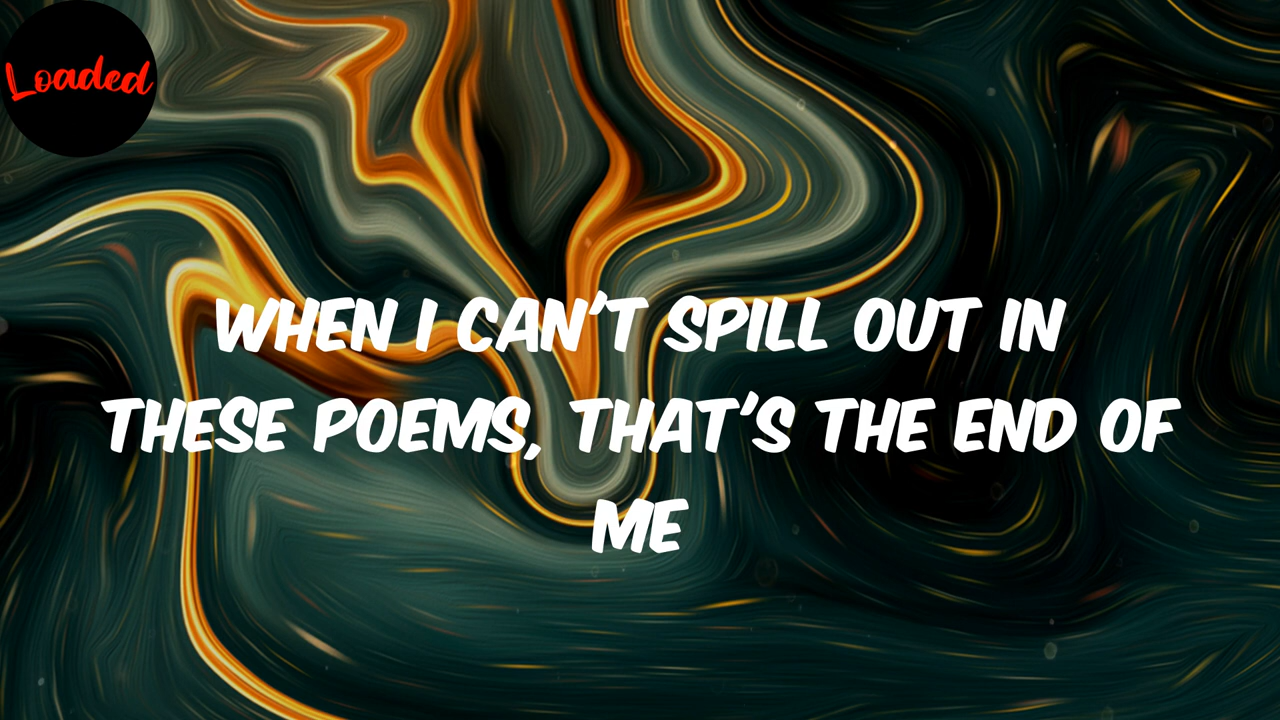 Loaded
WHEN I CAN'T SPILL OUT IN
THESE POEMS, THAT'S THE END OF
ME